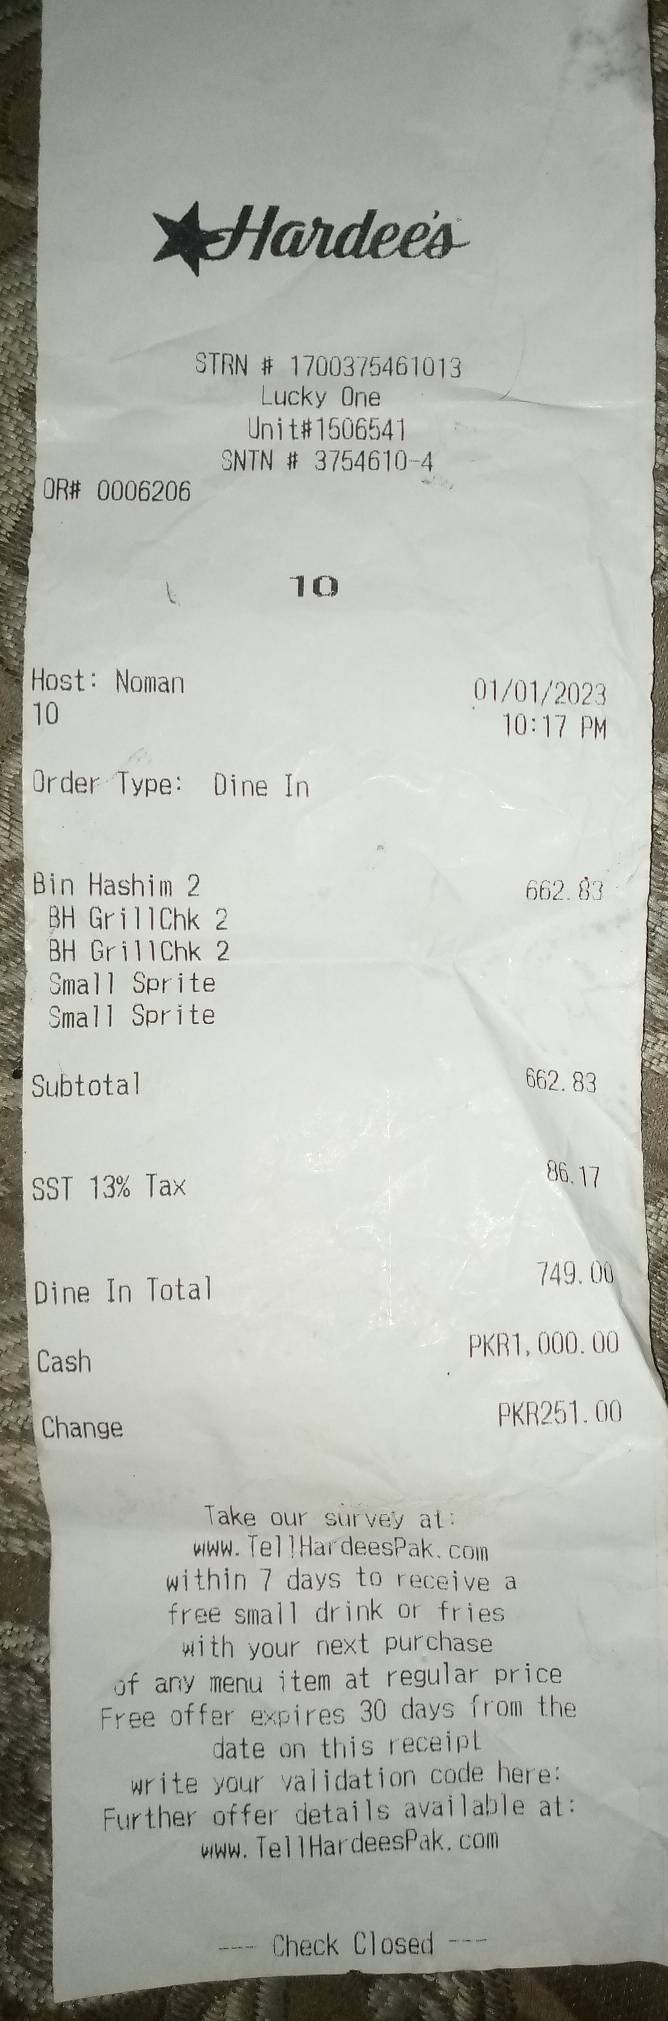 Hardee's
STRN # 1700375461013
Lucky One
Unit#1506541
SNTN # 3754610-4
OR# 0006206
10
Host: Noman 01/01/2023
10 10:17 PM
Order Type: Dine In
Bin Hashim 2 662.83
BH GrillChk 2
BH GrillChk 2
Small Sprite
Small Sprite
Subtotal 662.83
SST 13% Tax 86.17
Dine In Total 749.00
Cash PKR1,000.00
Change PKR251.00
Take our survey at:
www.TellHardeesPak.com
within 7 days to receive a
free small drink or fries
with your next purchase
of any menu item at regular price
Free offer expires 30 days from the
date on this receipt
write your validation code here:
Further offer details available at:
www.TellHardeesPak.com
--- Check Closed ---